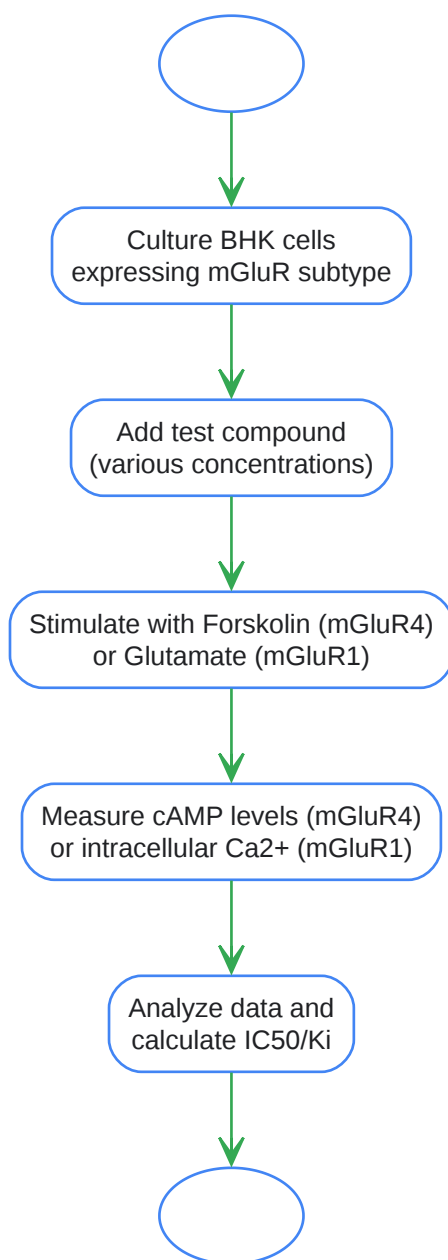 Culture BHK cells
expressing mGluR subtype
Add test compound
(various concentrations)
Stimulate with Forskolin (mGluR4)
or Glutamate (mGluR1)
Measure cAMP levels (mGluR4)
or intracellular Ca2+ (mGluR1)
Analyze data and
calculate IC50/Ki